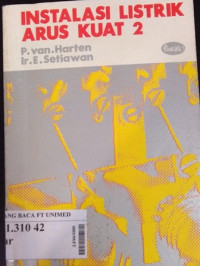 INSTALASI LISTRIK
ARUS KUAT 2
P. van. Harten
Ir. E. Setiawan
ANG BACA FT UNIMED
1.310 42
ar